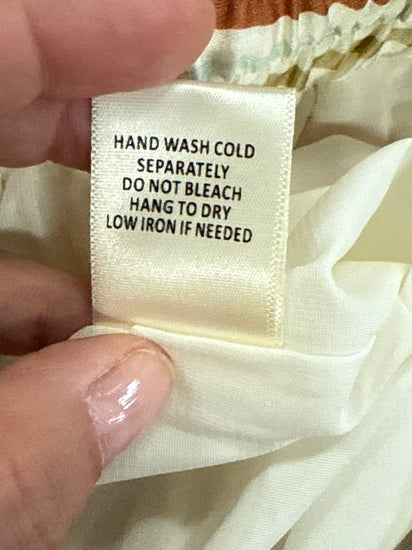 HAND WASH COLD
SEPARATELY
DO NOT BLEACH
HANG TO DRY
LOW IRON IF NEEDED